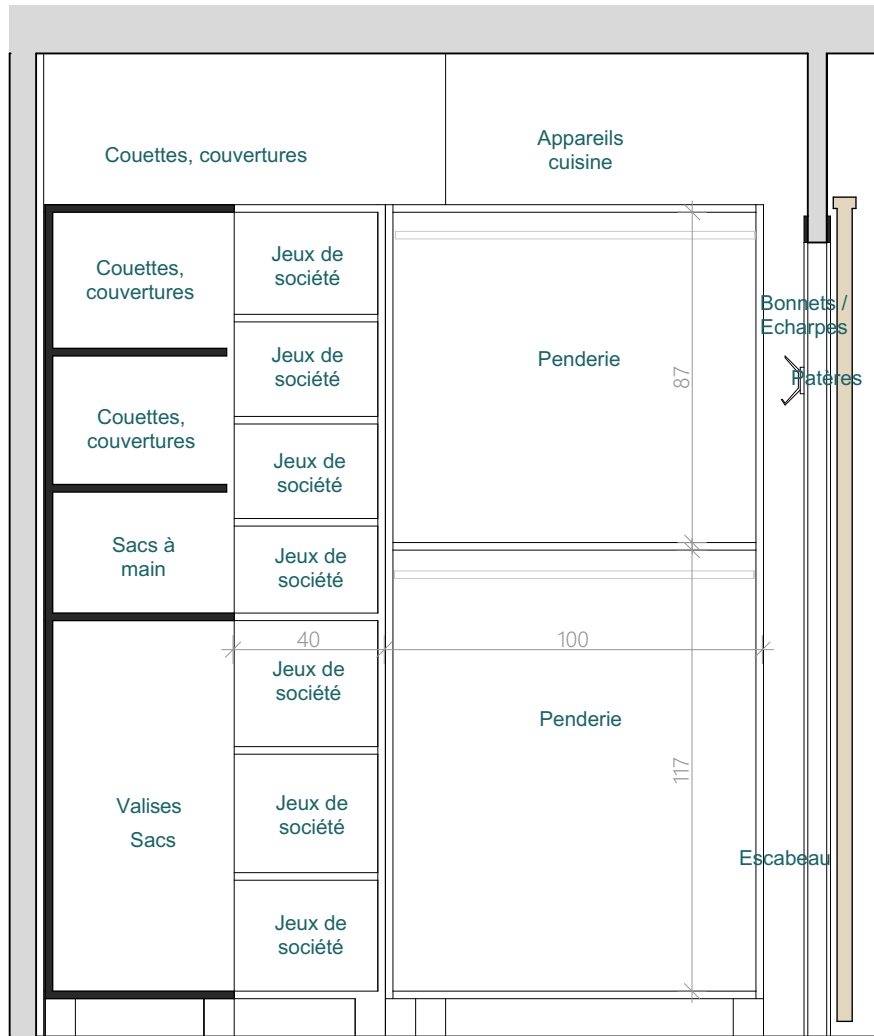 Couettes, couvertures
Appareils
cuisine
Couettes,
couvertures
Jeux de
société
Penderie
87
Bonnets /
Echarpes
Patères
Jeux de
société
Couettes,
couvertures
Jeux de
société
Sacs à
main
Jeux de
société
40
100
Jeux de
société
Penderie
117
Valises
Sacs
Jeux de
société
Escabeau
Jeux de
société